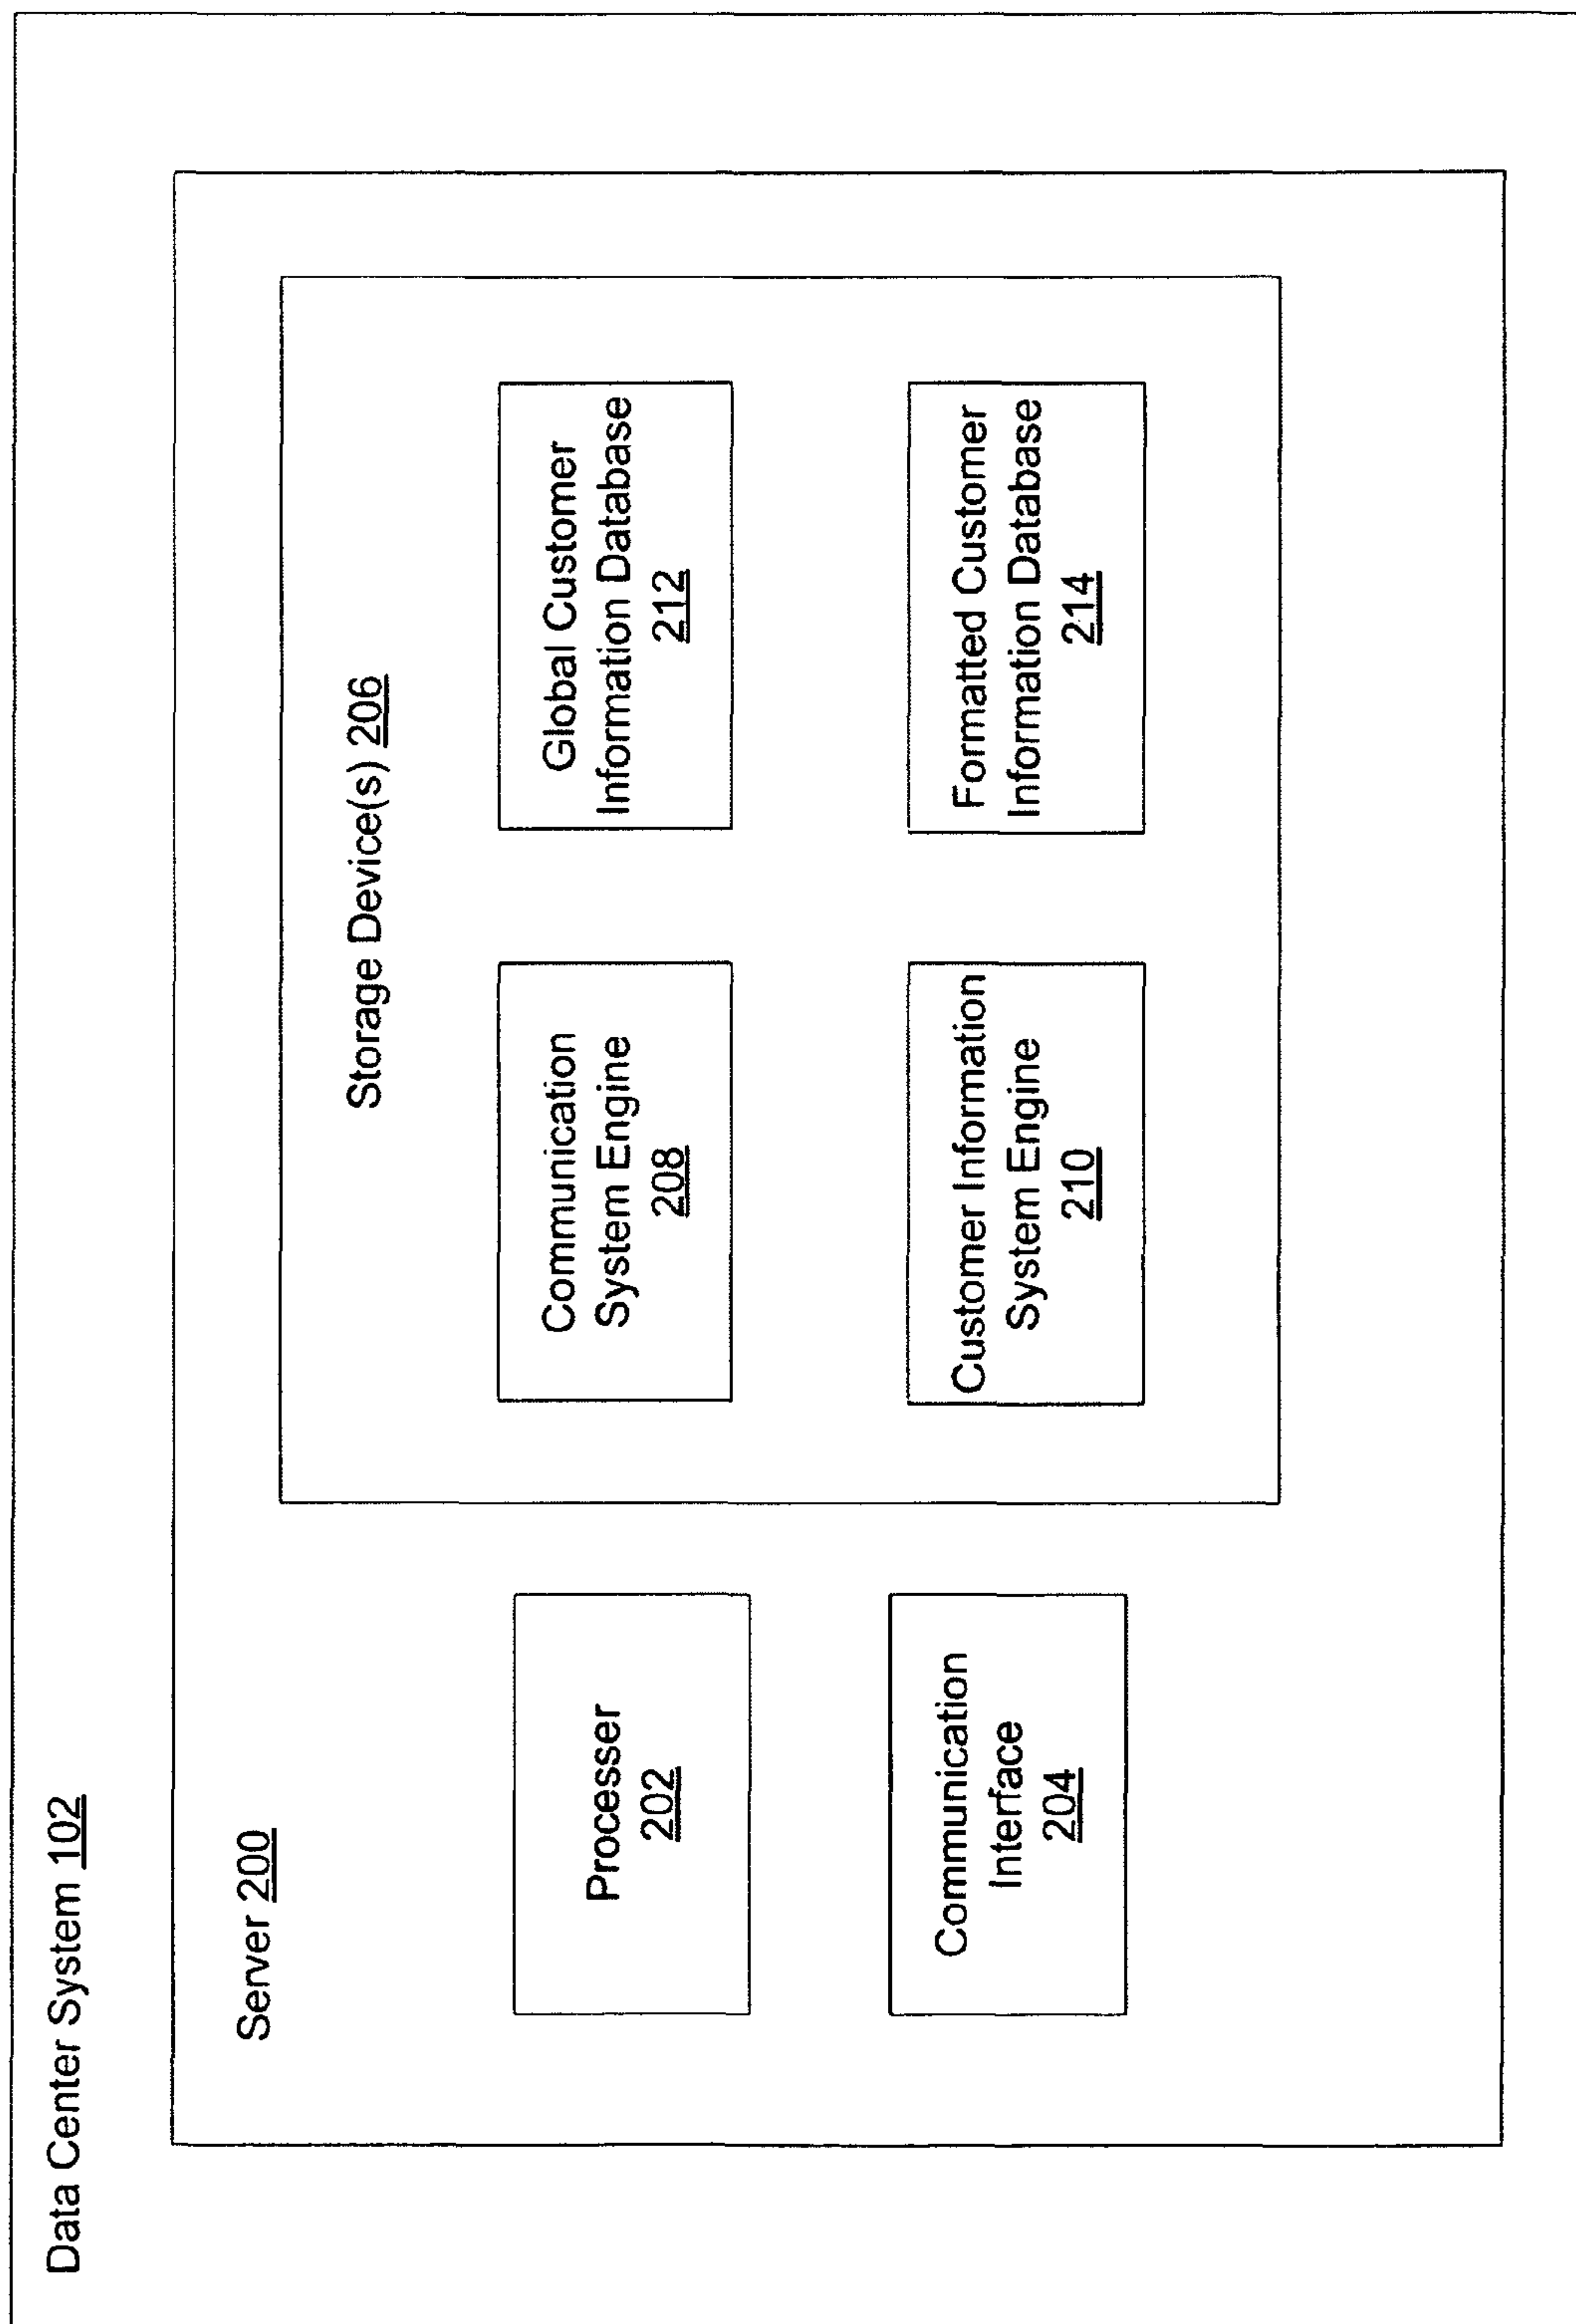 Data Center System 102
Server 200
Processer
202
Communication
Interface
204
Storage Device(s) 206
Communication
System Engine
208
Customer Information
System Engine
210
Global Customer
Information Database
212
Formatted Customer
Information Database
214